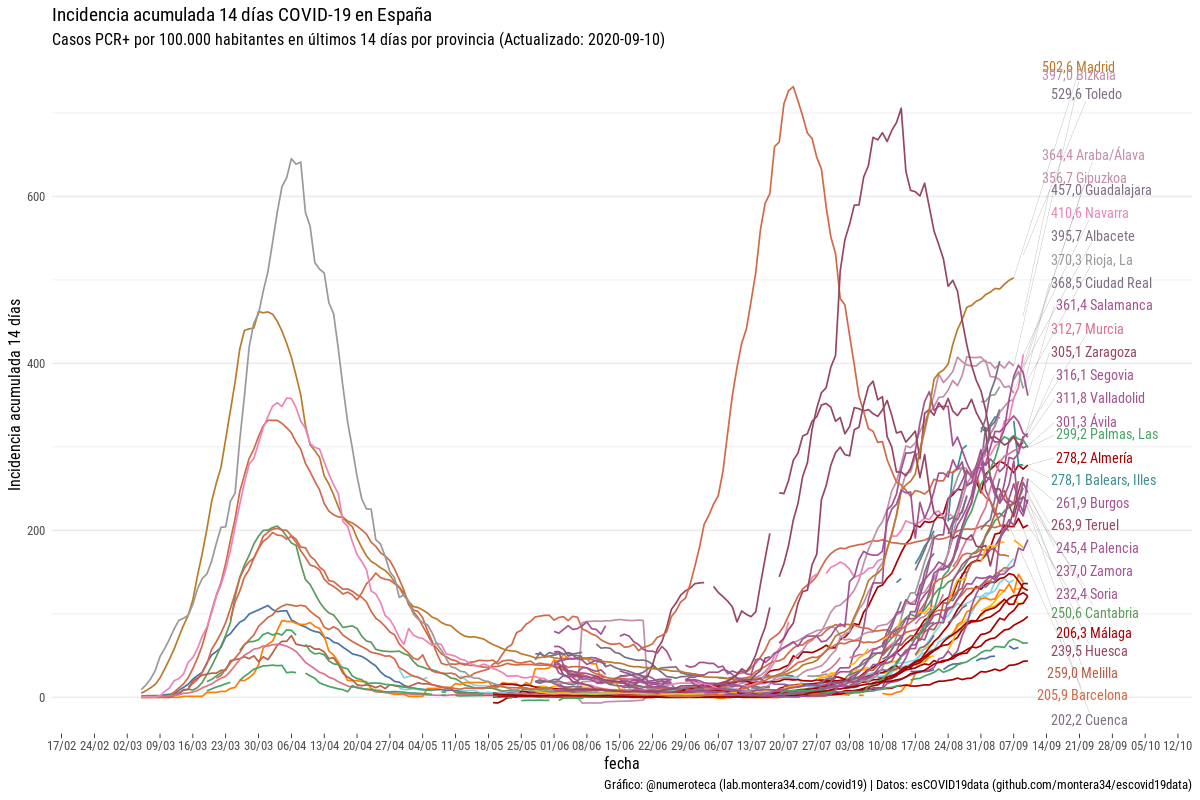 Incidencia acumulada 14 días COVID-19 en España
Casos PCR+ por 100.000 habitantes en últimos 14 días por provincia (Actualizado: 2020-09-10)
502,6 Madrid
397,0 Bizkaia
529,6 Toledo
364,4 Araba/Álava
356,7 Gipuzkoa
457,0 Guadalajara
410,6 Navarra
395,7 Albacete
370,3 Rioja, La
368,5 Ciudad Real
361,4 Salamanca
312,7 Murcia
305,1 Zaragoza
316,1 Segovia
311,8 Valladolid
301,3 Ávila
299,2 Palmas, Las
278,2 Almería
278,1 Balears, Illes
261,9 Burgos
263,9 Teruel
245,4 Palencia
237,0 Zamora
232,4 Soria
250,6 Cantabria
206,3 Málaga
239,5 Huesca
259,0 Melilla
205,9 Barcelona
202,2 Cuenca
Incidencia acumulada 14 días
600
400
200
0
17/02 24/02 02/03 09/03 16/03 23/03 30/03 06/04 13/04 20/04 27/04 04/05 11/05 18/05 25/05 01/06 08/06 15/06 22/06 29/06 06/07 13/07 20/07 27/07 03/08 10/08 17/08 24/08 31/08 07/09 14/09 21/09 28/09 05/10 12/10
fecha
Gráfico: @numeroteca (lab.montera34.com/covid19) | Datos: esCOVID19data (github.com/montera34/escovid19data)